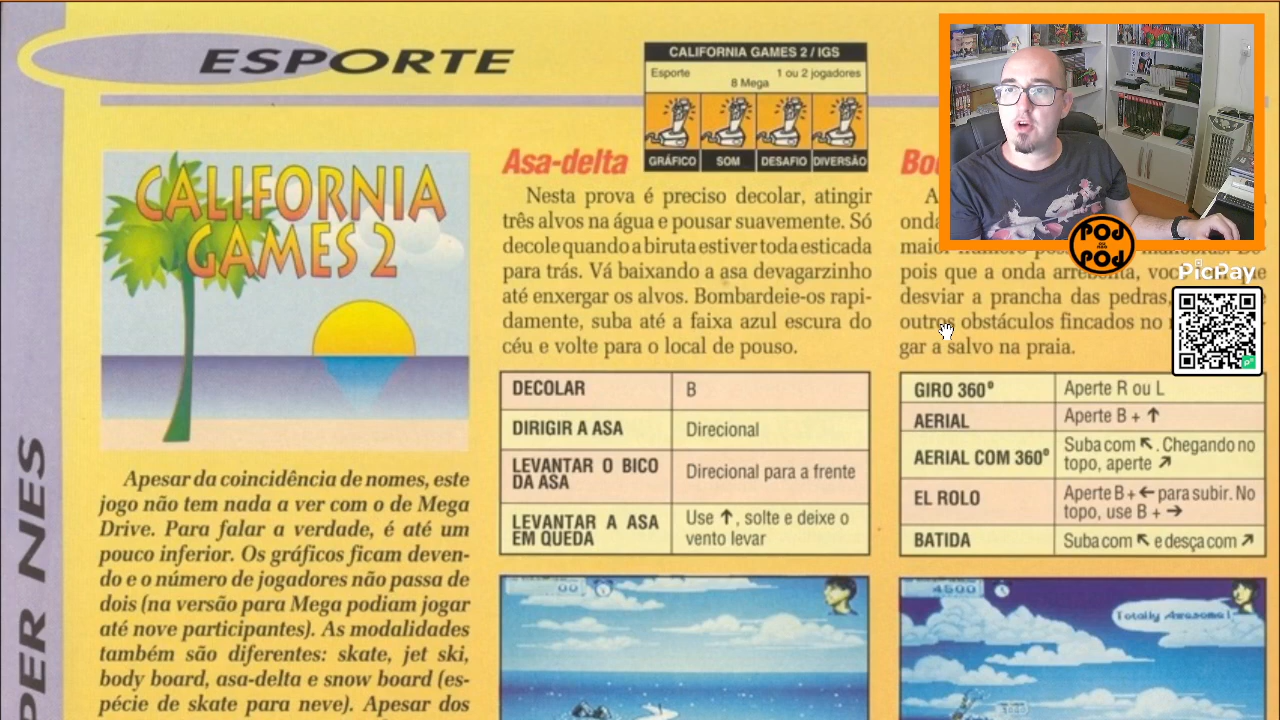 ESPORTE
CALIFORNIA GAMES 2 / IGS
Esporte
1 ou 2 jogadores
8 Mega
GRÁFICO
SOM
DESAFIO
DIVERSÃO
CALIFORNIA
GAMES 2
Apesar da coincidência de nomes, este
jogo não tem nada a ver com o de Mega
Drive. Para falar a verdade, é até um
pouco inferior. Os gráficos ficam deven-
do e o número de jogadores não passa de
dois (na versão para Mega podiam jogar
até nove participantes). As modalidades
também são diferentes: skate, jet ski,
body board, asa-delta e snow board (es-
pécie de skate para neve). Apesar dos
PER NES
Asa-delta
Nesta prova é preciso decolar, atingir
três alvos na água e pousar suavemente. Só
decole quando a biruta estiver toda esticada
para trás. Vá baixando a asa devagarzinho
até enxergar os alvos. Bombardeie-os rapi-
damente, suba até a faixa azul escura do
céu e volte para o local de pouso.
DECOLAR B
DIRIGIR A ASA Direcional
LEVANTAR O BICO DA ASA Direcional para a frente
LEVANTAR A ASA EM QUEDA Use ↑, solte e deixe o vento levar
00
pois que a onda arrebenta, você
desviar a prancha das pedras,
outros obstáculos fincados no
gar a salvo na praia.
GIRO 360º Aperte R ou L
AERIAL Aperte B + ↑
AERIAL COM 360º Suba com ↖. Chegando no topo, aperte ↗
EL ROLO Aperte B + ← para subir. No topo, use B + →
BATIDA Suba com ↖ e desça com ↗
4500
Totally Awesome!
POD
POD
PicPay